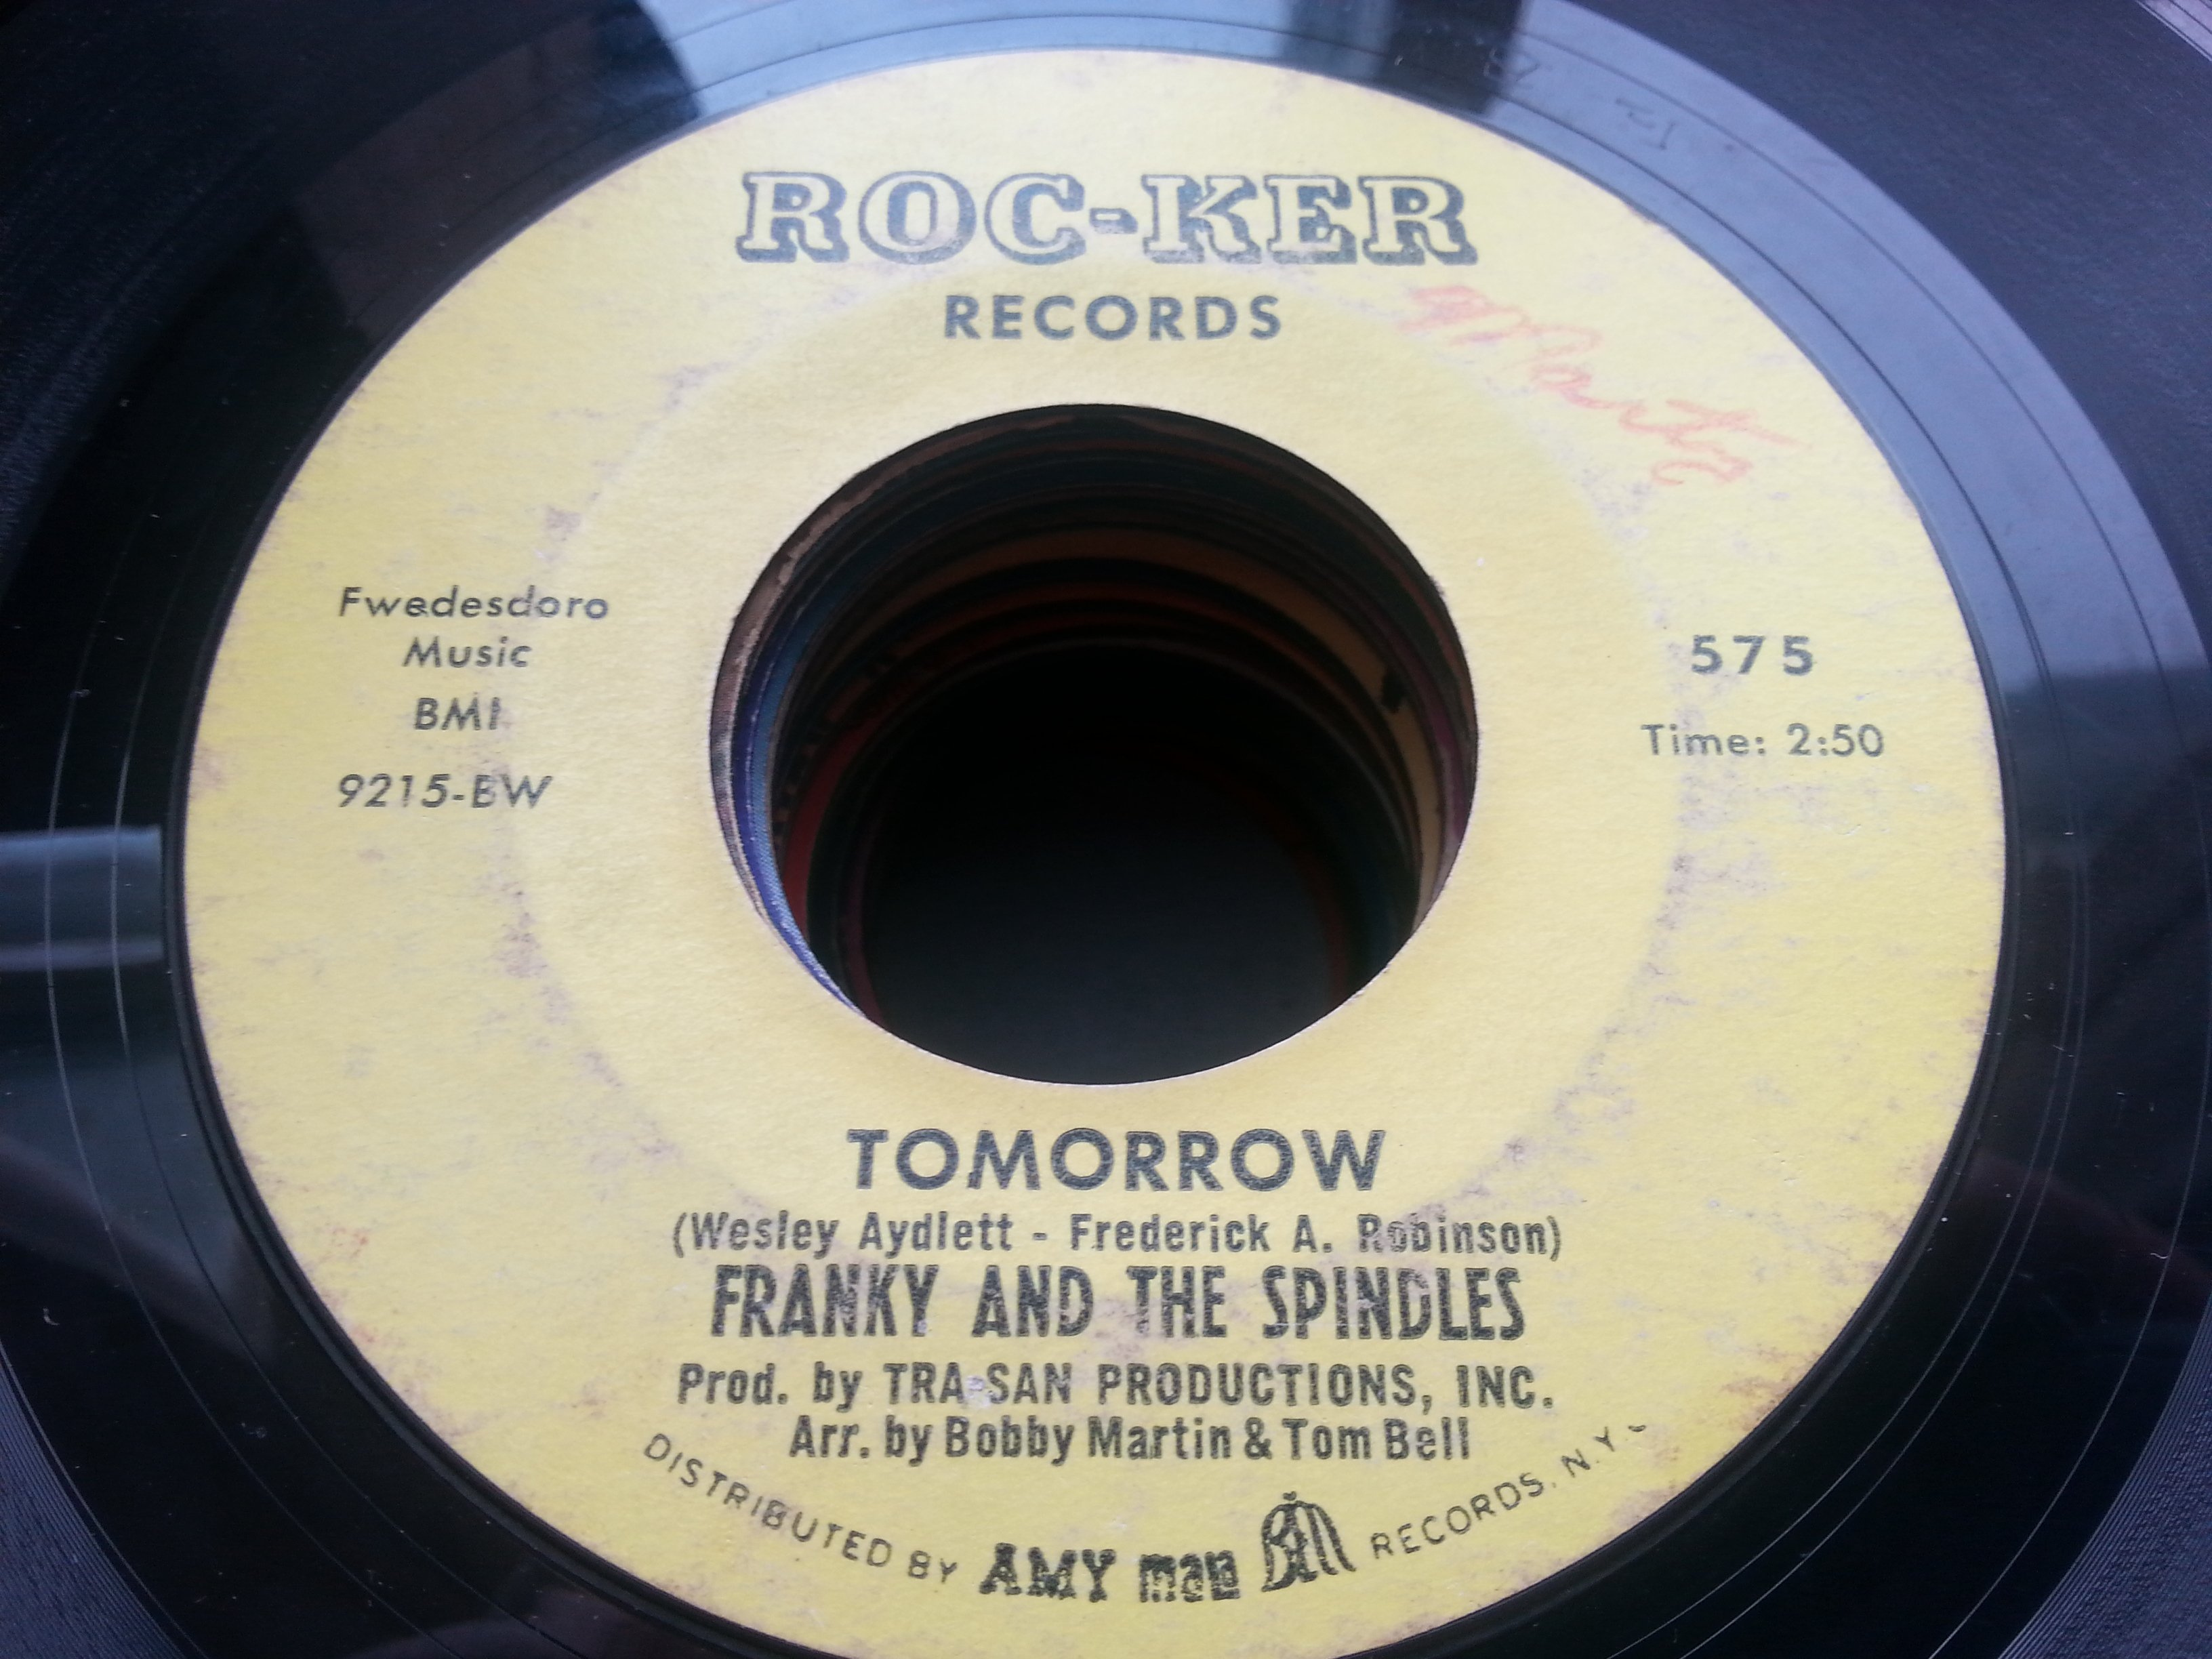 ROC-KER
RECORDS
Fwedesdoro
Music
BMI
9215-BW
575
Time: 2:50
TOMORROW
(Wesley Aydlett - Frederick A. Robinson)
FRANKY AND THE SPINDLES
Prod. by TRA-SAN PRODUCTIONS, INC.
Arr. by Bobby Martin & Tom Bell
DISTRIBUTED BY AMY mala Bell RECORDS, N.Y.